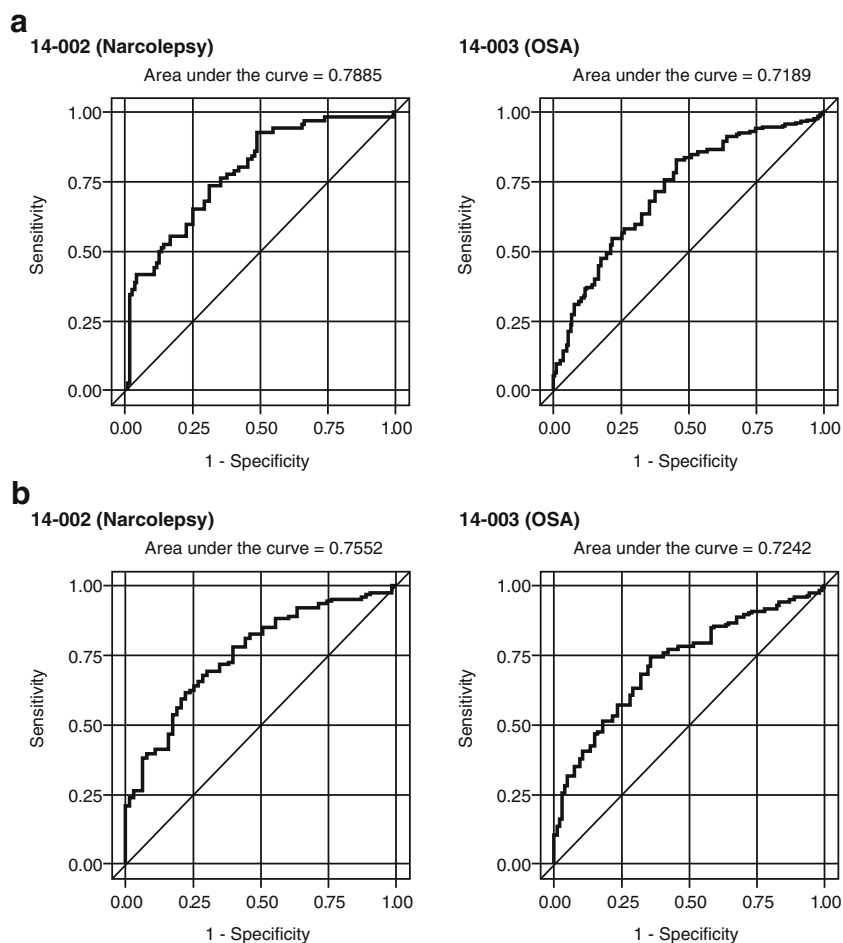 a
14-002 (Narcolepsy)
Area under the curve = 0.7885
1.00
0.75
0.50
0.25
0.00
Sensitivity
0.00 0.25 0.50 0.75 1.00
1 - Specificity
14-003 (OSA)
Area under the curve = 0.7189
1.00
0.75
0.50
0.25
0.00
Sensitivity
0.00 0.25 0.50 0.75 1.00
1 - Specificity
b
14-002 (Narcolepsy)
Area under the curve = 0.7552
1.00
0.75
0.50
0.25
0.00
Sensitivity
0.00 0.25 0.50 0.75 1.00
1 - Specificity
14-003 (OSA)
Area under the curve = 0.7242
1.00
0.75
0.50
0.25
0.00
Sensitivity
0.00 0.25 0.50 0.75 1.00
1 - Specificity